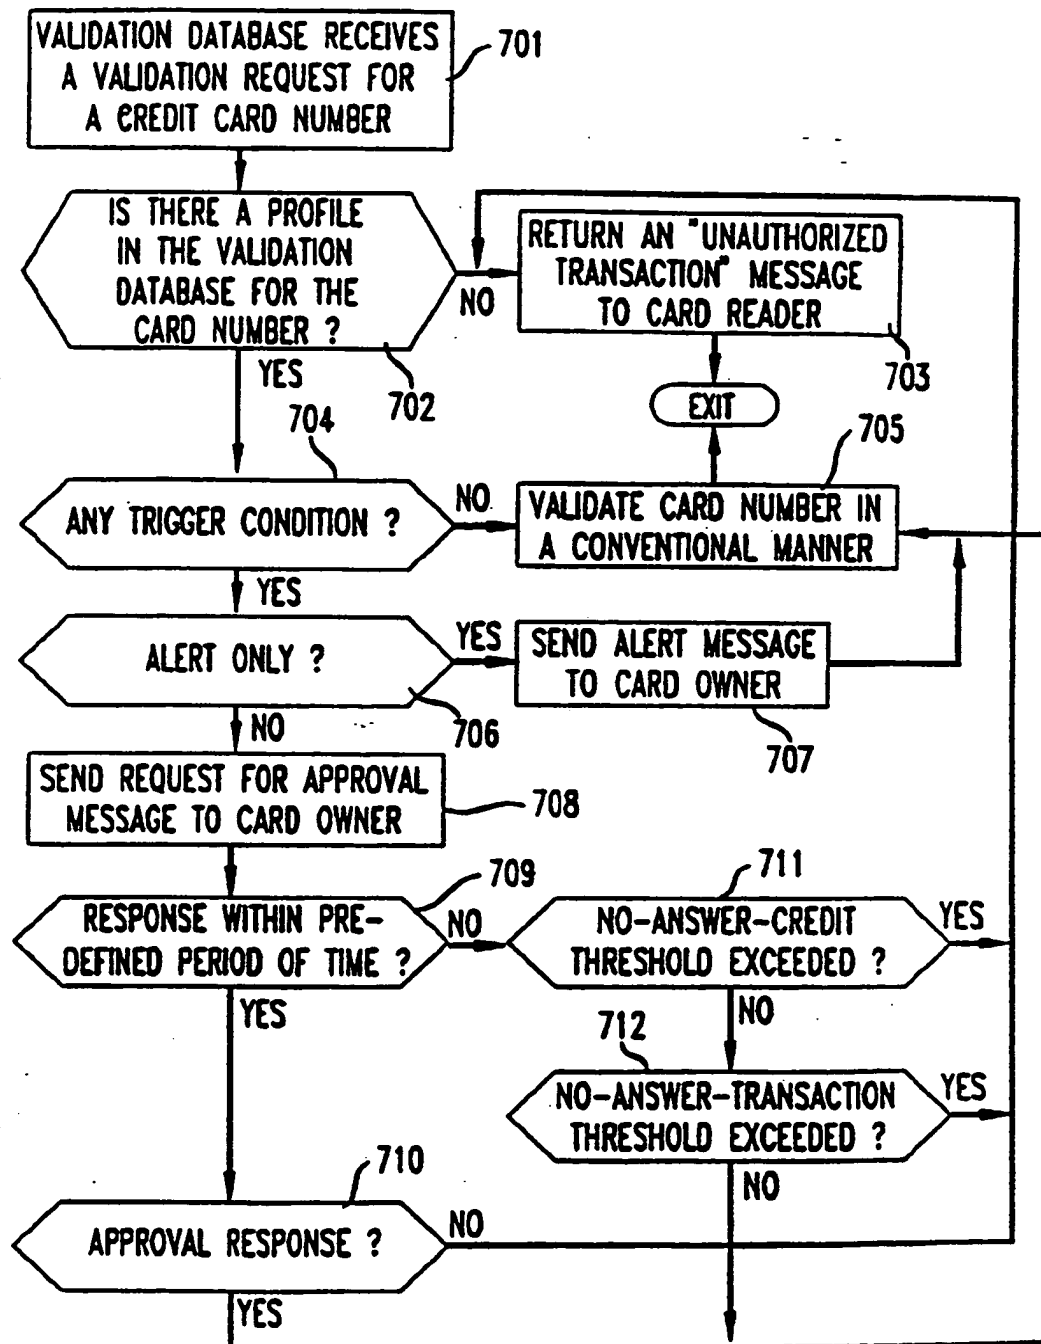 VALIDATION DATABASE RECEIVES
A VALIDATION REQUEST FOR
A CREDIT CARD NUMBER
701
IS THERE A PROFILE
IN THE VALIDATION
DATABASE FOR THE
CARD NUMBER ?
702
NO
YES
RETURN AN "UNAUTHORIZED
TRANSACTION" MESSAGE
TO CARD READER
703
EXIT
704
ANY TRIGGER CONDITION ?
NO
YES
705
VALIDATE CARD NUMBER IN
A CONVENTIONAL MANNER
ALERT ONLY ?
YES
706
NO
SEND ALERT MESSAGE
TO CARD OWNER
707
SEND REQUEST FOR APPROVAL
MESSAGE TO CARD OWNER
708
709
RESPONSE WITHIN PRE-
DEFINED PERIOD OF TIME ?
NO
YES
711
NO-ANSWER-CREDIT
THRESHOLD EXCEEDED ?
YES
NO
712
NO-ANSWER-TRANSACTION
THRESHOLD EXCEEDED ?
YES
NO
710
APPROVAL RESPONSE ?
NO
YES